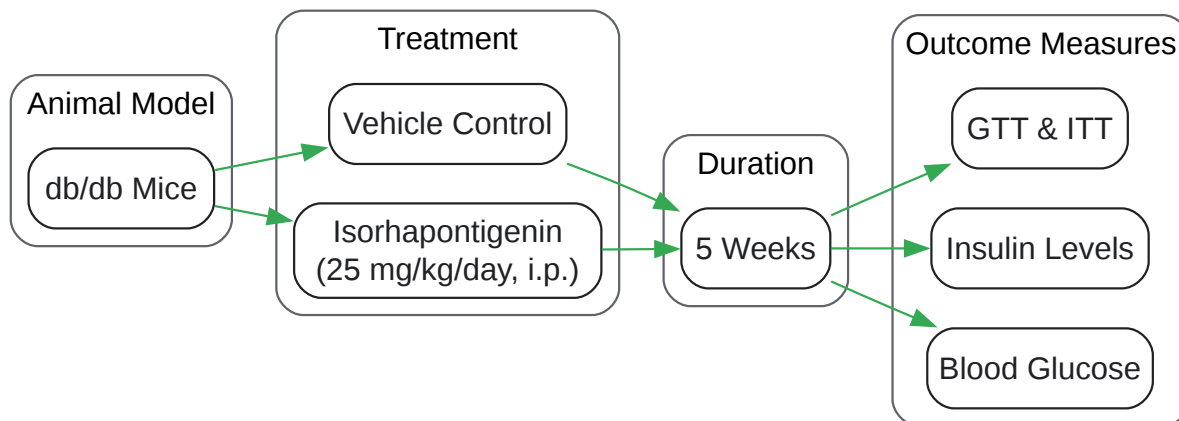 Animal Model
db/db Mice
Treatment
Vehicle Control
Isorhapontigenin
(25 mg/kg/day, i.p.)
Duration
5 Weeks
Outcome Measures
GTT & ITT
Insulin Levels
Blood Glucose